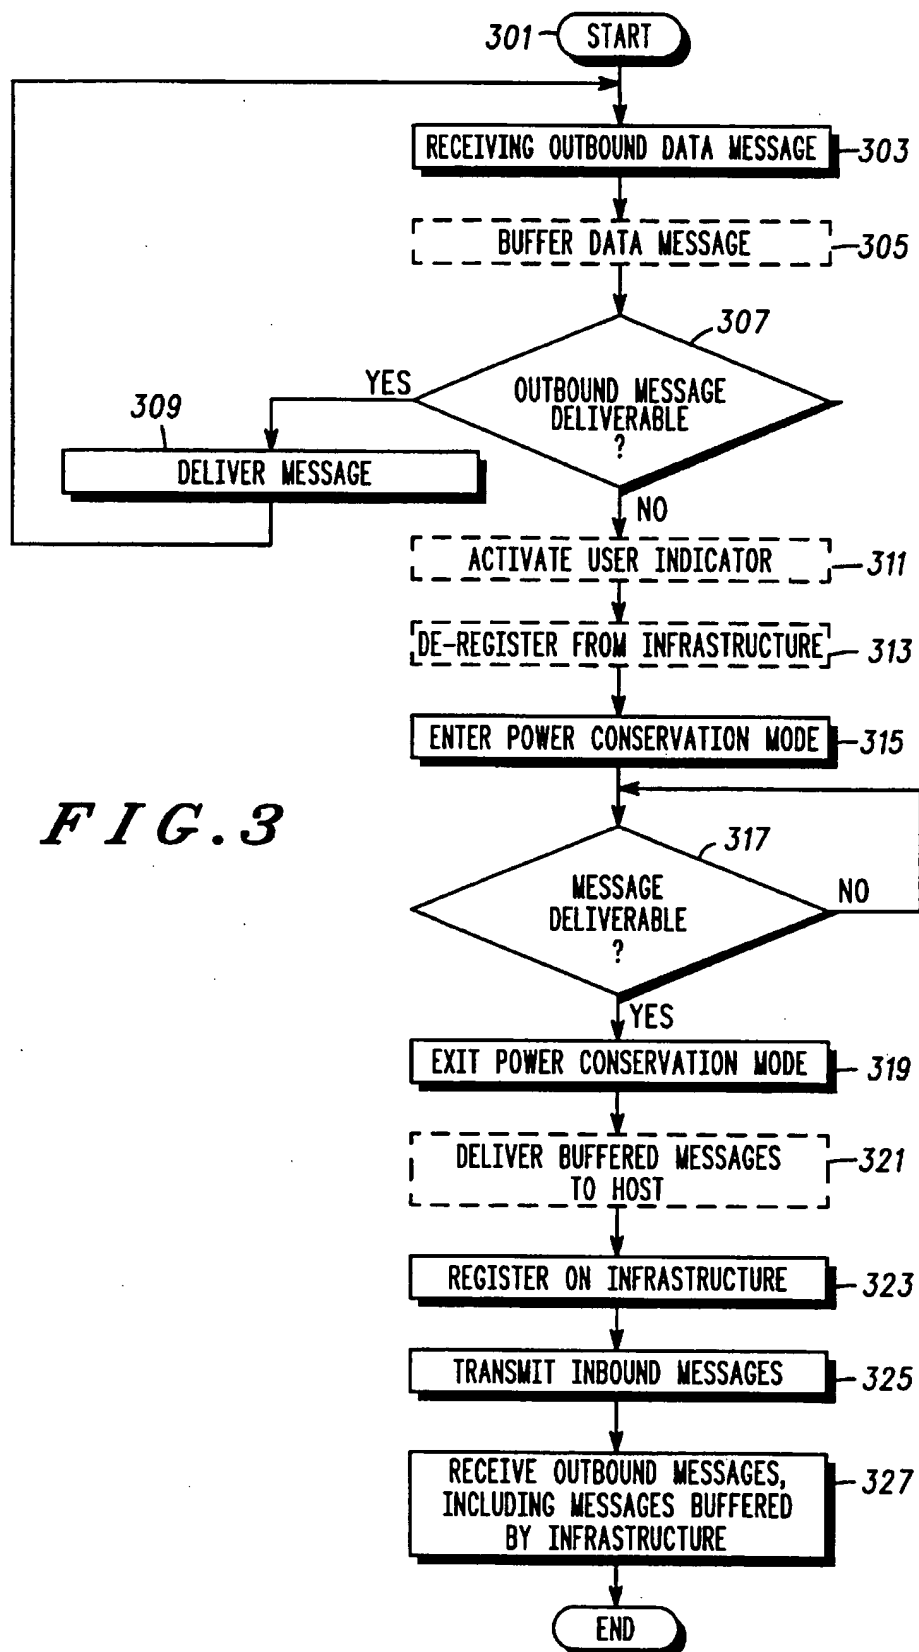 301
START
RECEIVING OUTBOUND DATA MESSAGE
303
BUFFER DATA MESSAGE
305
307
YES
OUTBOUND MESSAGE
DELIVERABLE
?
309
DELIVER MESSAGE
NO
ACTIVATE USER INDICATOR
311
DE-REGISTER FROM INFRASTRUCTURE
313
ENTER POWER CONSERVATION MODE
315
FIG.3
317
MESSAGE
DELIVERABLE
?
NO
YES
EXIT POWER CONSERVATION MODE
319
DELIVER BUFFERED MESSAGES
TO HOST
321
REGISTER ON INFRASTRUCTURE
323
TRANSMIT INBOUND MESSAGES
325
RECEIVE OUTBOUND MESSAGES,
INCLUDING MESSAGES BUFFERED
BY INFRASTRUCTURE
327
END